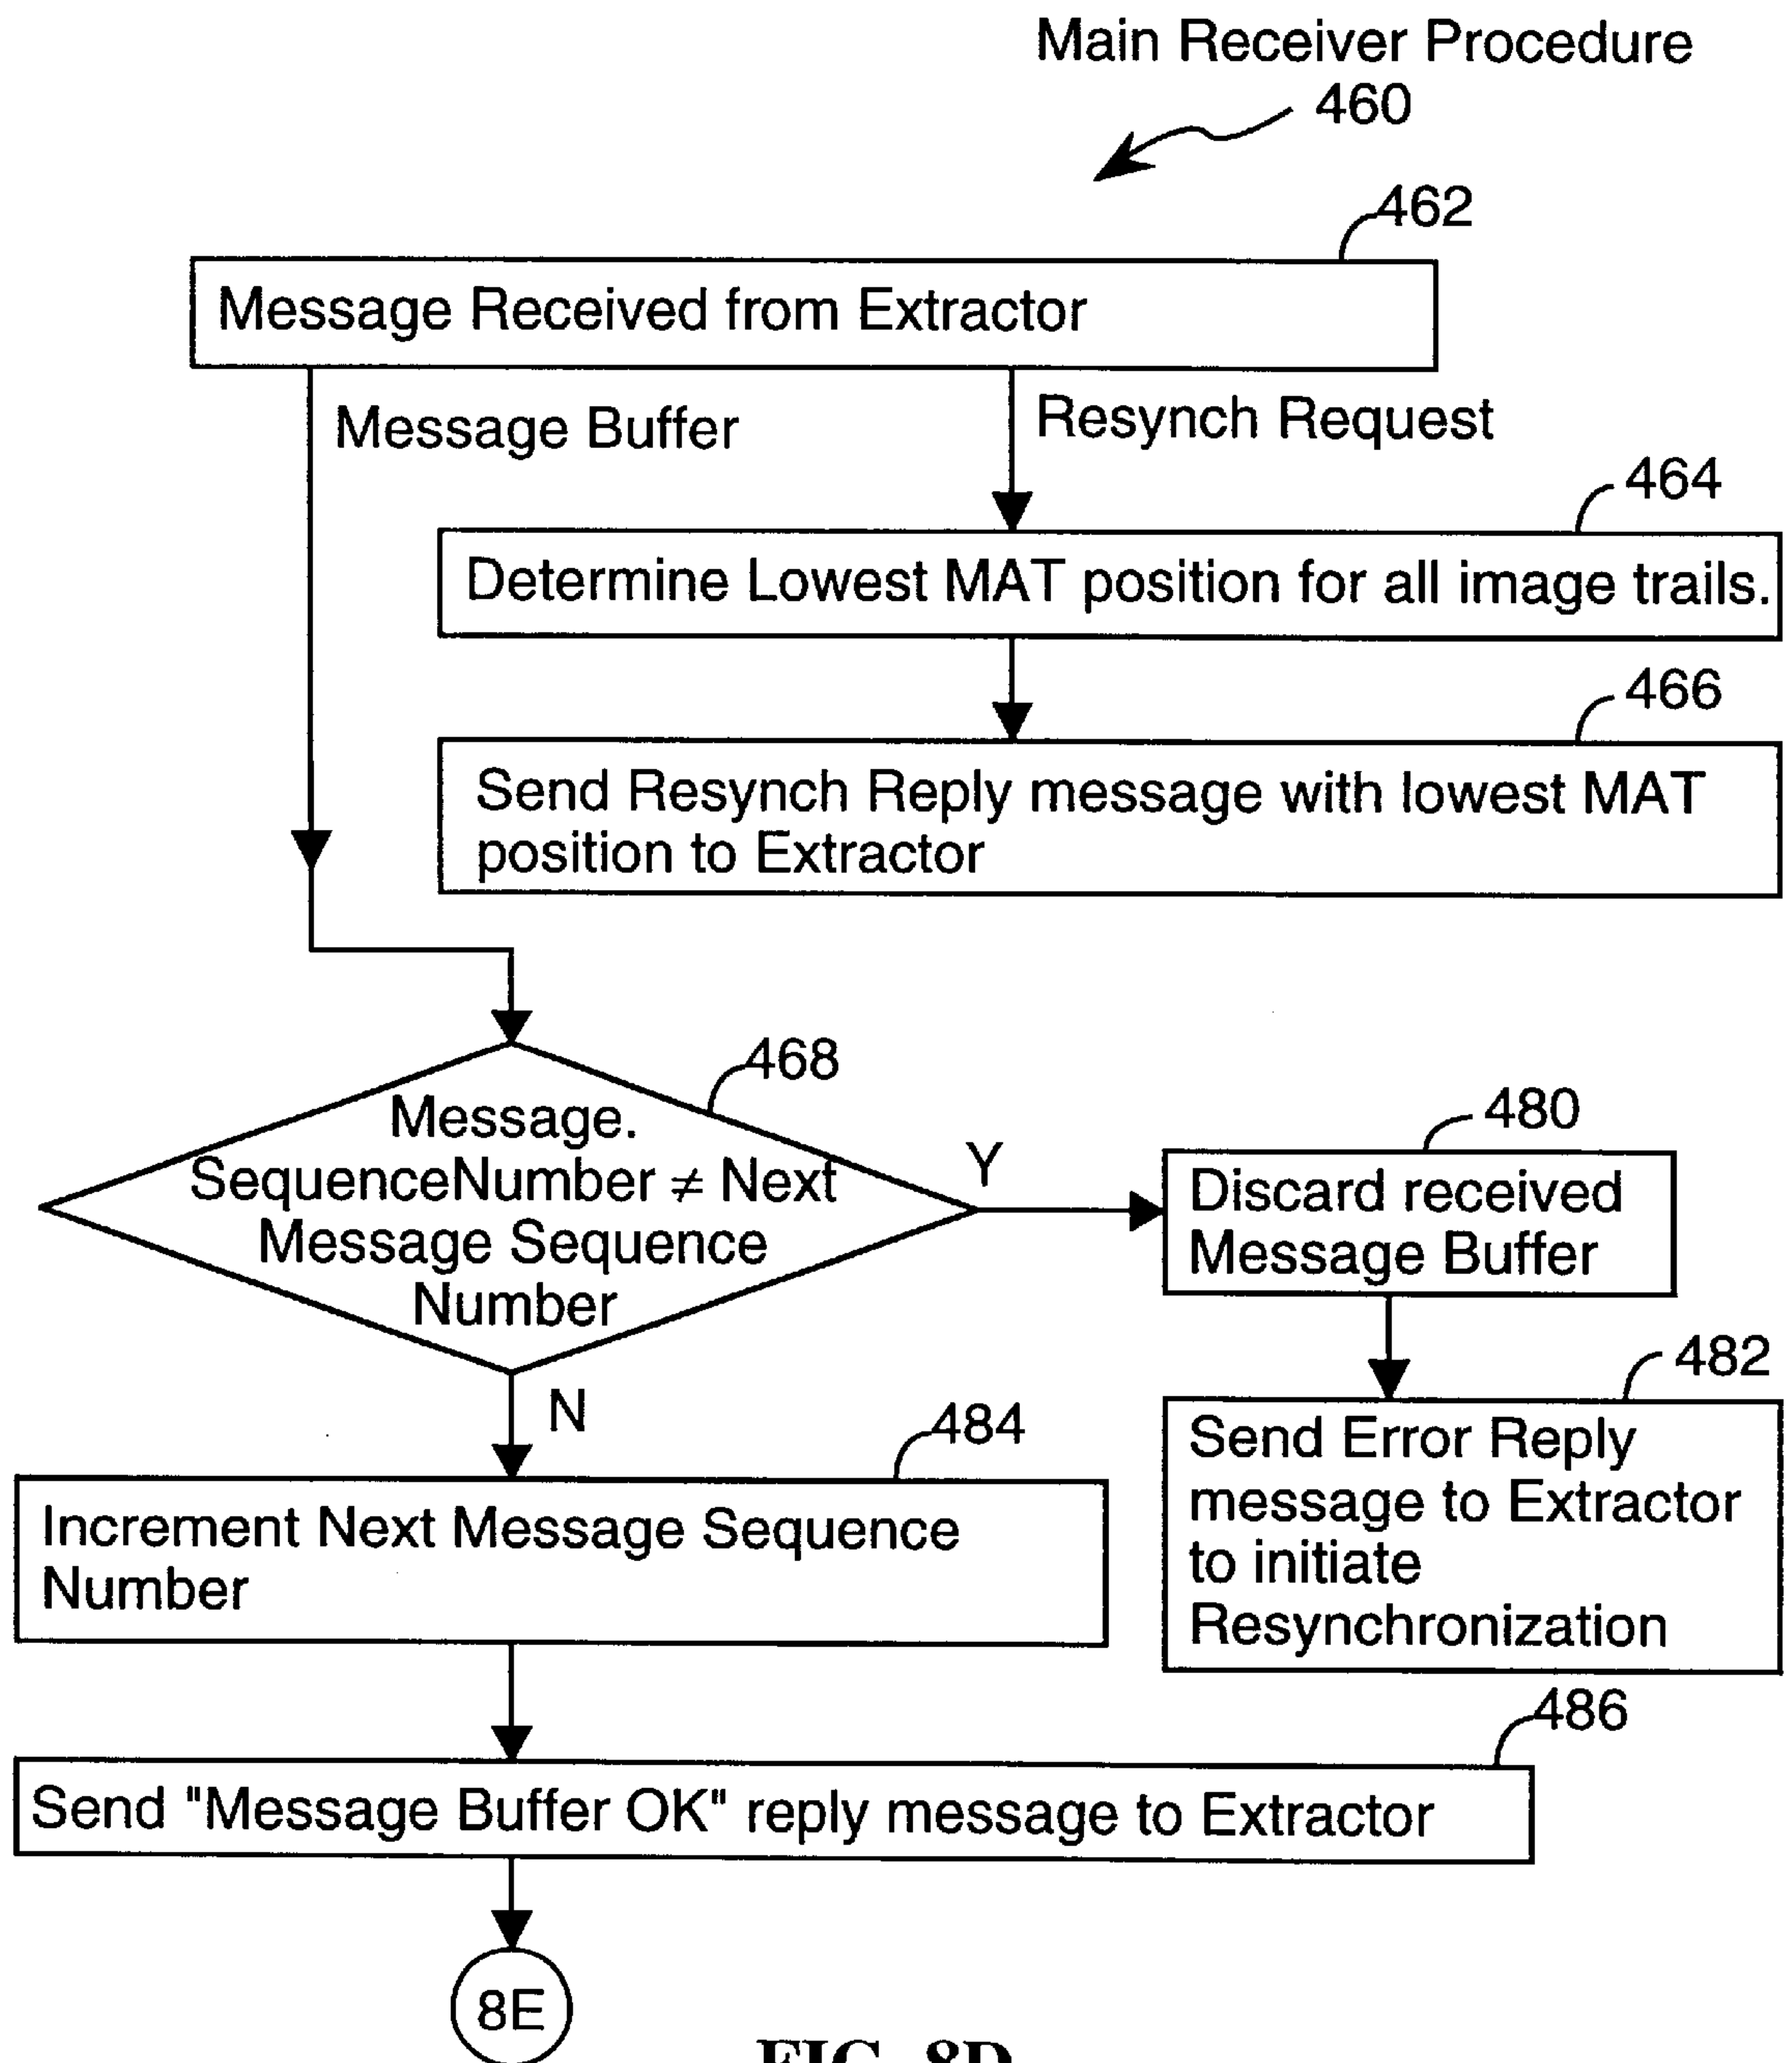 Main Receiver Procedure
460
462
Message Received from Extractor
Message Buffer
Resynch Request
464
Determine Lowest MAT position for all image trails.
466
Send Resynch Reply message with lowest MAT
position to Extractor
468
Message.
SequenceNumber ≠ Next
Message Sequence
Number
Y
480
Discard received
Message Buffer
482
Send Error Reply
message to Extractor
to initiate
Resynchronization
N
484
Increment Next Message Sequence
Number
486
Send "Message Buffer OK" reply message to Extractor
8E
FIG. 8D